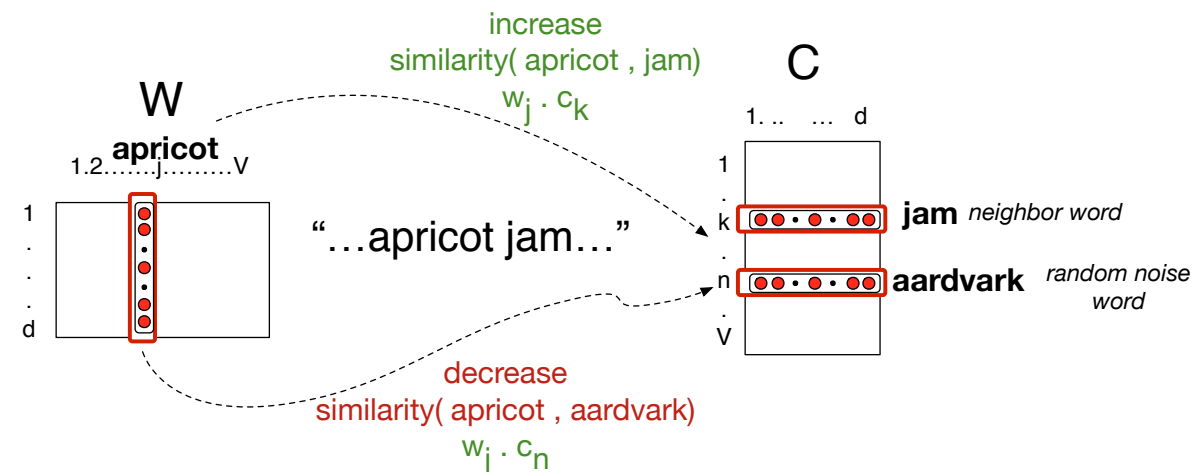 increase
similarity( apricot , jam)
wj . ck
W
apricot
1.2…….j………V
1
.
.
.
.
d
“…apricot jam…”
C
1. .. … d
1
.
k
.
n
.
V
jam neighbor word
aardvark random noise
word
decrease
similarity( apricot , aardvark)
wj . cn